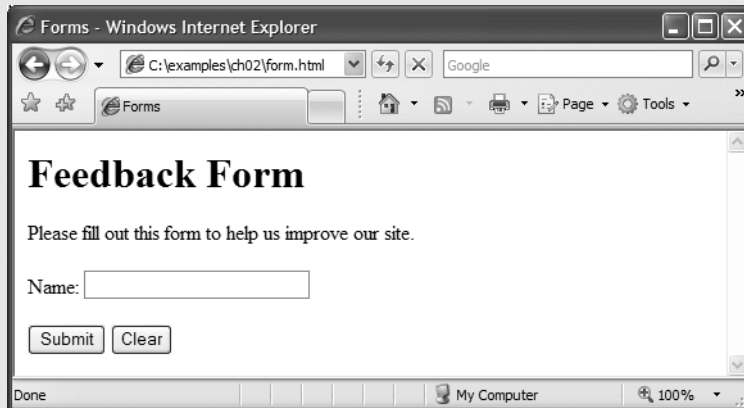 Forms - Windows Internet Explorer
C:\examples\ch02\form.html
Google
Forms
Page
Tools
»
Feedback Form
Please fill out this form to help us improve our site.
Name:
Submit Clear
Done
My Computer
100%